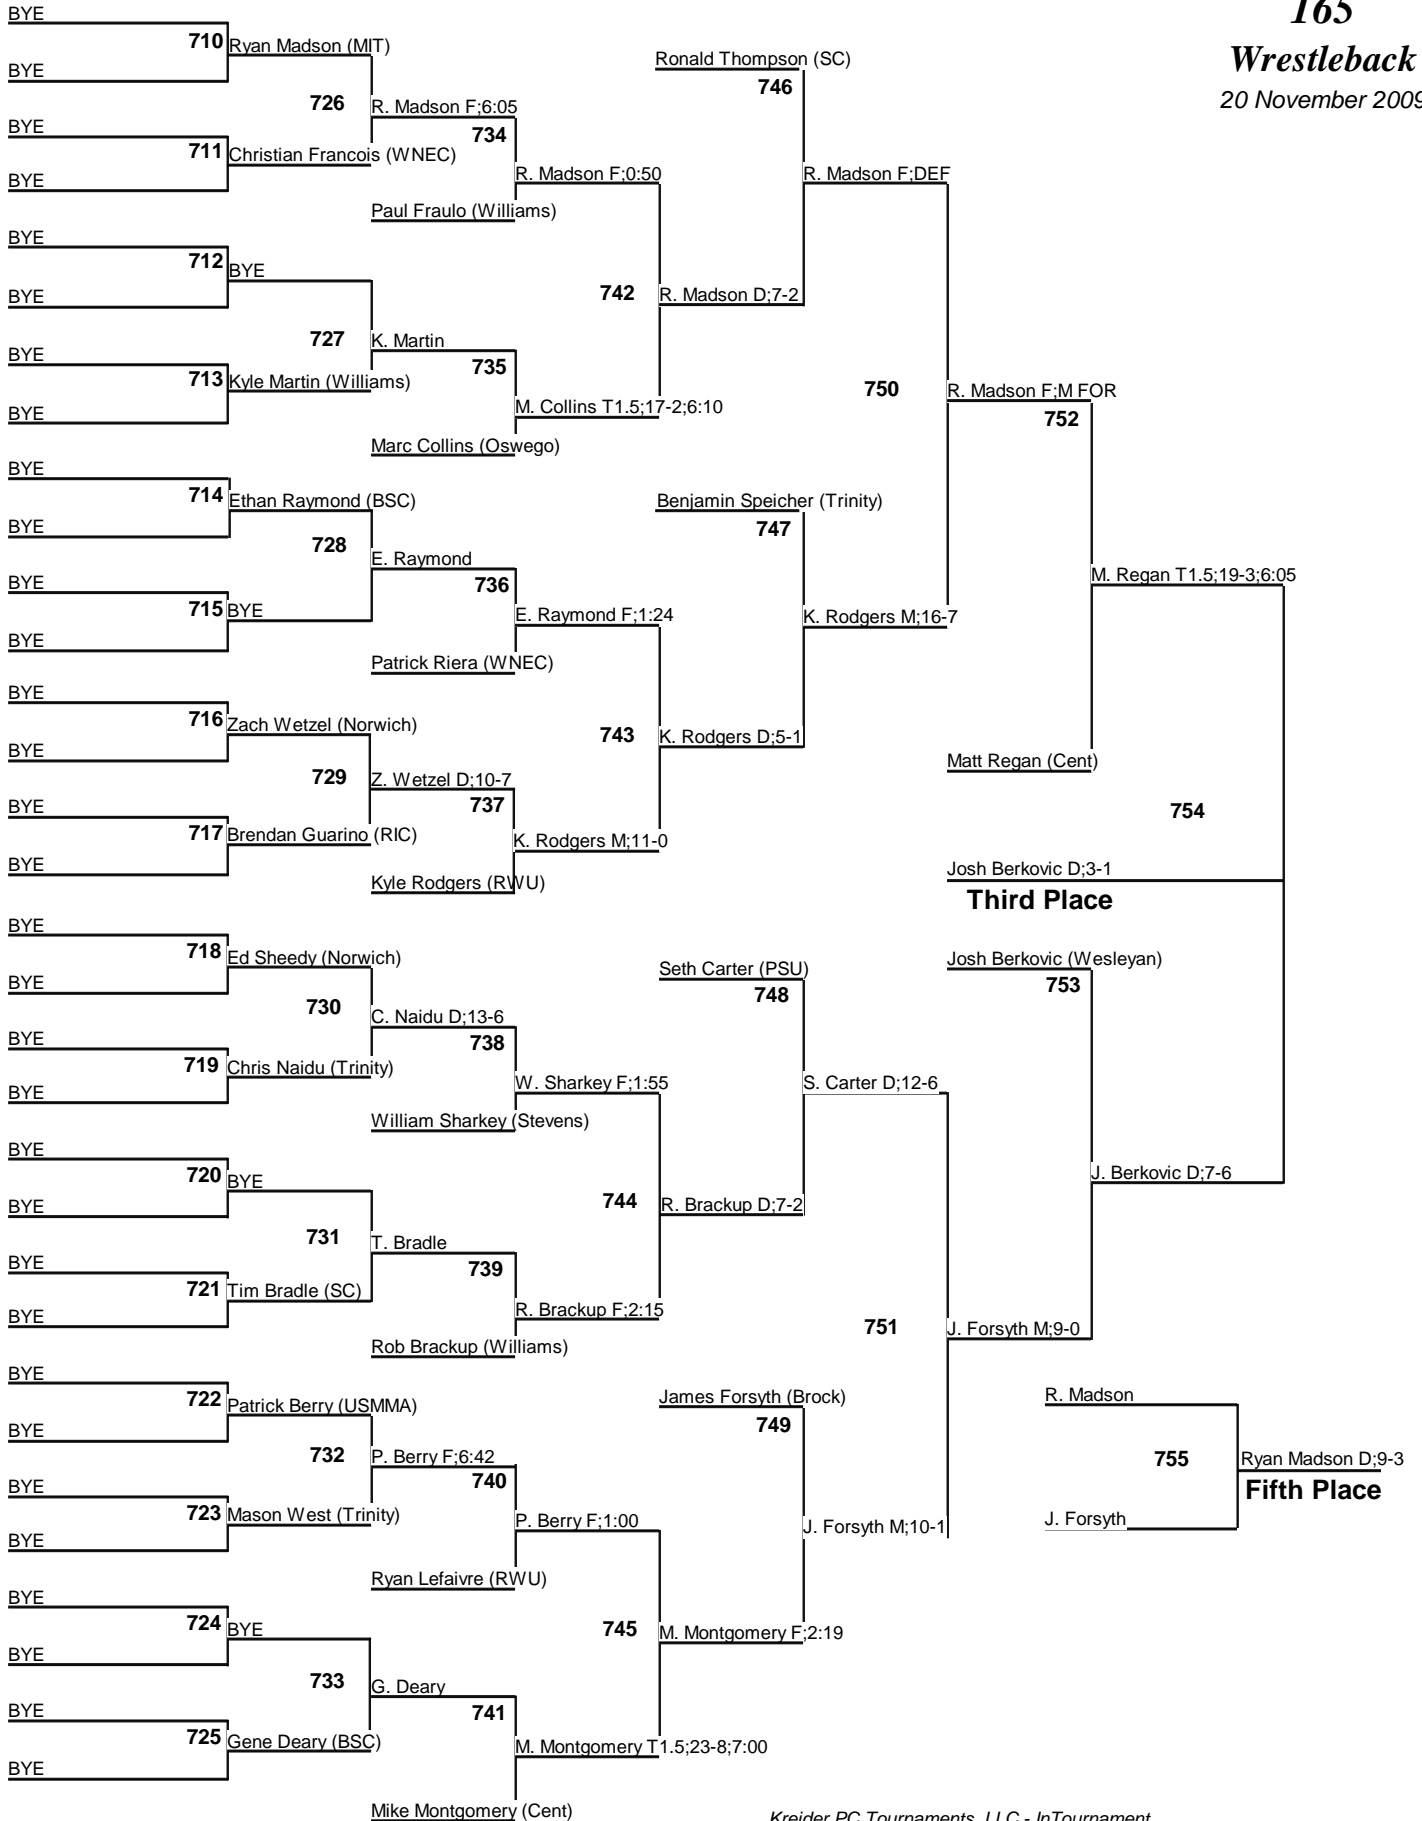 165
Wrestleback
20 November 2009
BYE
710
Ryan Madson (MIT)
BYE
726
R. Madson F;6:05
BYE
711
Christian Francois (WNEC)
BYE
734
R. Madson F;0:50
Paul Fraulo (Williams)
BYE
712
BYE
BYE
727
K. Martin
BYE
713
Kyle Martin (Williams)
BYE
735
M. Collins T1.5;17-2;6:10
Marc Collins (Oswego)
742
R. Madson D;7-2
Ronald Thompson (SC)
746
R. Madson F;DEF
BYE
714
Ethan Raymond (BSC)
BYE
728
E. Raymond
BYE
715
BYE
BYE
736
E. Raymond F;1:24
Patrick Riera (WNEC)
BYE
716
Zach Wetzel (Norwich)
BYE
729
Z. Wetzel D;10-7
BYE
717
Brendan Guarino (RIC)
BYE
737
K. Rodgers M;11-0
Kyle Rodgers (RWU)
743
K. Rodgers D;5-1
Benjamin Speicher (Trinity)
747
K. Rodgers M;16-7
750
R. Madson F;M FOR
752
M. Regan T1.5;19-3;6:05
Matt Regan (Cent)
754
Josh Berkovic D;3-1
Third Place
BYE
718
Ed Sheedy (Norwich)
BYE
730
C. Naidu D;13-6
BYE
719
Chris Naidu (Trinity)
BYE
738
W. Sharkey F;1:55
William Sharkey (Stevens)
BYE
720
BYE
BYE
731
T. Bradle
BYE
721
Tim Bradle (SC)
BYE
739
R. Brackup F;2:15
Rob Brackup (Williams)
744
R. Brackup D;7-2
Seth Carter (PSU)
748
S. Carter D;12-6
BYE
722
Patrick Berry (USMMA)
BYE
732
P. Berry F;6:42
BYE
723
Mason West (Trinity)
BYE
740
P. Berry F;1:00
Ryan Lefaivre (RWU)
BYE
724
BYE
BYE
733
G. Deary
BYE
725
Gene Deary (BSC)
BYE
741
M. Montgomery T1.5;23-8;7:00
Mike Montgomery (Cent)
745
M. Montgomery F;2:19
James Forsyth (Brock)
749
J. Forsyth M;10-1
751
J. Forsyth M;9-0
Josh Berkovic (Wesleyan)
753
J. Berkovic D;7-6
R. Madson
755
J. Forsyth
Ryan Madson D;9-3
Fifth Place
Kreider PC Tournaments, LLC - InTournament